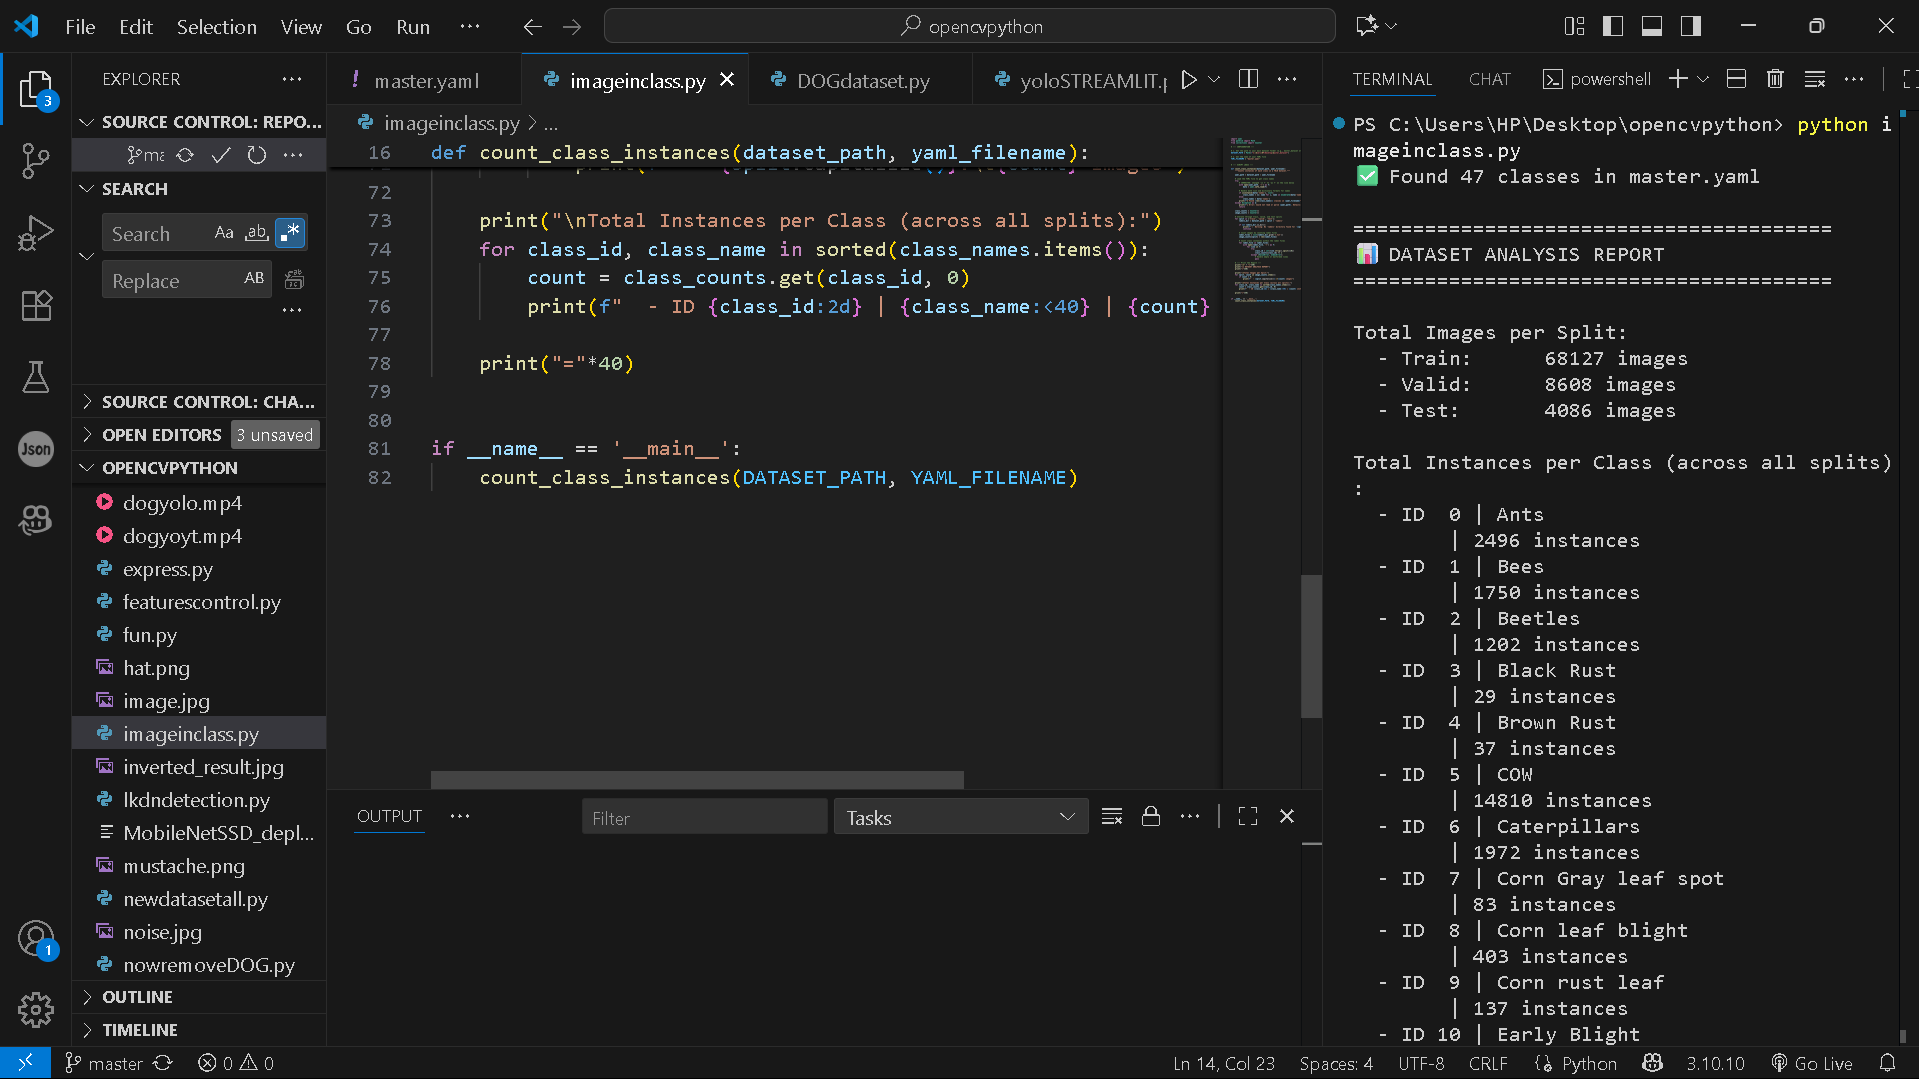 File Edit Selection View Go Run ···
opencvpython
EXPLORER ···
SOURCE CONTROL: REPO...
ma
SEARCH
Search Aa ab .*
Replace AB
···
SOURCE CONTROL: CHA...
OPEN EDITORS 3 unsaved
OPENCVPYTHON
dogyolo.mp4
dogyoyt.mp4
express.py
featurescontrol.py
fun.py
hat.png
image.jpg
imageinclass.py
inverted_result.jpg
lkdndetection.py
MobileNetSSD_depl...
mustache.png
newdatasetall.py
noise.jpg
nowremoveDOG.py
OUTLINE
TIMELINE
3
Json
1
! master.yaml imageinclass.py DOGdataset.py yoloSTREAMLIT.p
imageinclass.py > ...
16 def count_class_instances(dataset_path, yaml_filename):
72
73 print("\nTotal Instances per Class (across all splits):")
74 for class_id, class_name in sorted(class_names.items()):
75 count = class_counts.get(class_id, 0)
76 print(f"  - ID {class_id:2d} | {class_name:<40} | {count}
77
78 print("="*40)
79
80
81 if __name__ == '__main__':
82 count_class_instances(DATASET_PATH, YAML_FILENAME)
OUTPUT ···
Filter
Tasks
TERMINAL CHAT powershell
PS C:\Users\HP\Desktop\opencvpython> python i
mageinclass.py
✅ Found 47 classes in master.yaml
========================================
📊 DATASET ANALYSIS REPORT
========================================
Total Images per Split:
- Train: 68127 images
- Valid: 8608 images
- Test: 4086 images
Total Instances per Class (across all splits)
:
- ID 0 | Ants
| 2496 instances
- ID 1 | Bees
| 1750 instances
- ID 2 | Beetles
| 1202 instances
- ID 3 | Black Rust
| 29 instances
- ID 4 | Brown Rust
| 37 instances
- ID 5 | COW
| 14810 instances
- ID 6 | Caterpillars
| 1972 instances
- ID 7 | Corn Gray leaf spot
| 83 instances
- ID 8 | Corn leaf blight
| 403 instances
- ID 9 | Corn rust leaf
| 137 instances
- ID 10 | Early Blight
master 0 0 Ln 14, Col 23 Spaces: 4 UTF-8 CRLF Python 3.10.10 Go Live